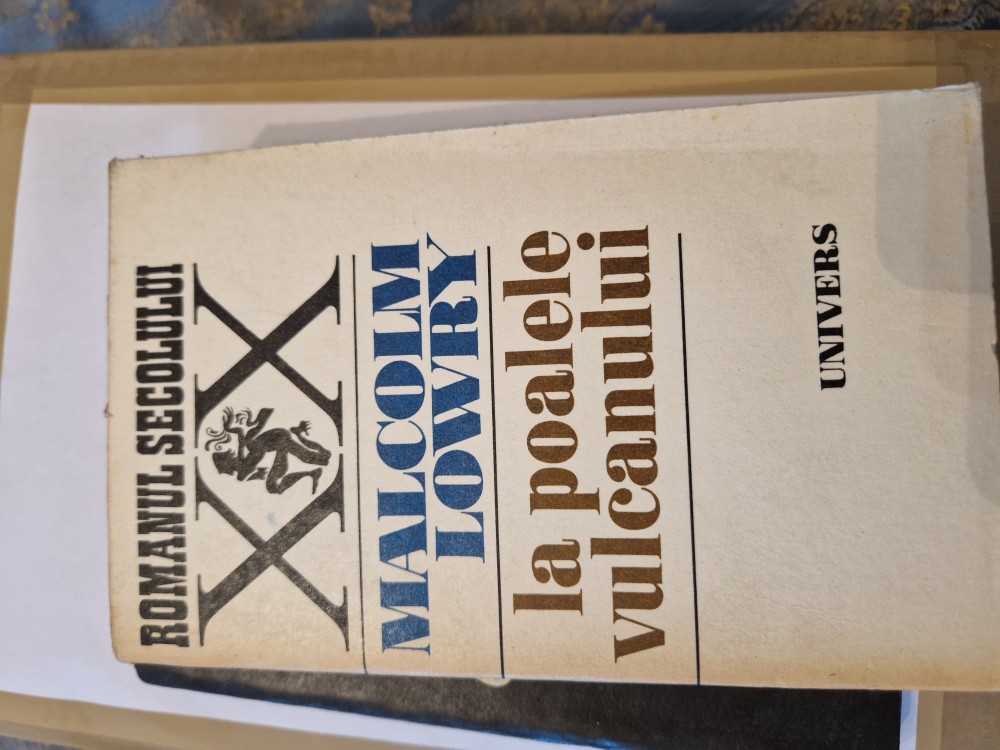 ROMANUL SECOLULUI
XX
MALCOLM
LOWRY
la poalele
vulcanului
UNIVERS